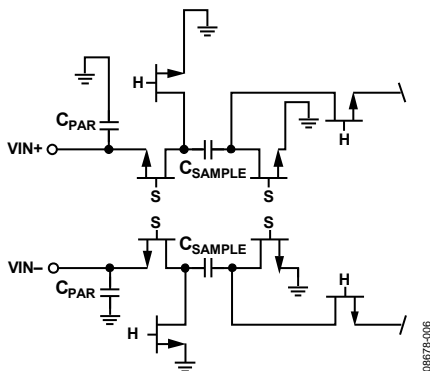 H
C_PAR
VIN+
C_SAMPLE
H
S
S
S
S
C_SAMPLE
VIN–
C_PAR
H
H
08678-006